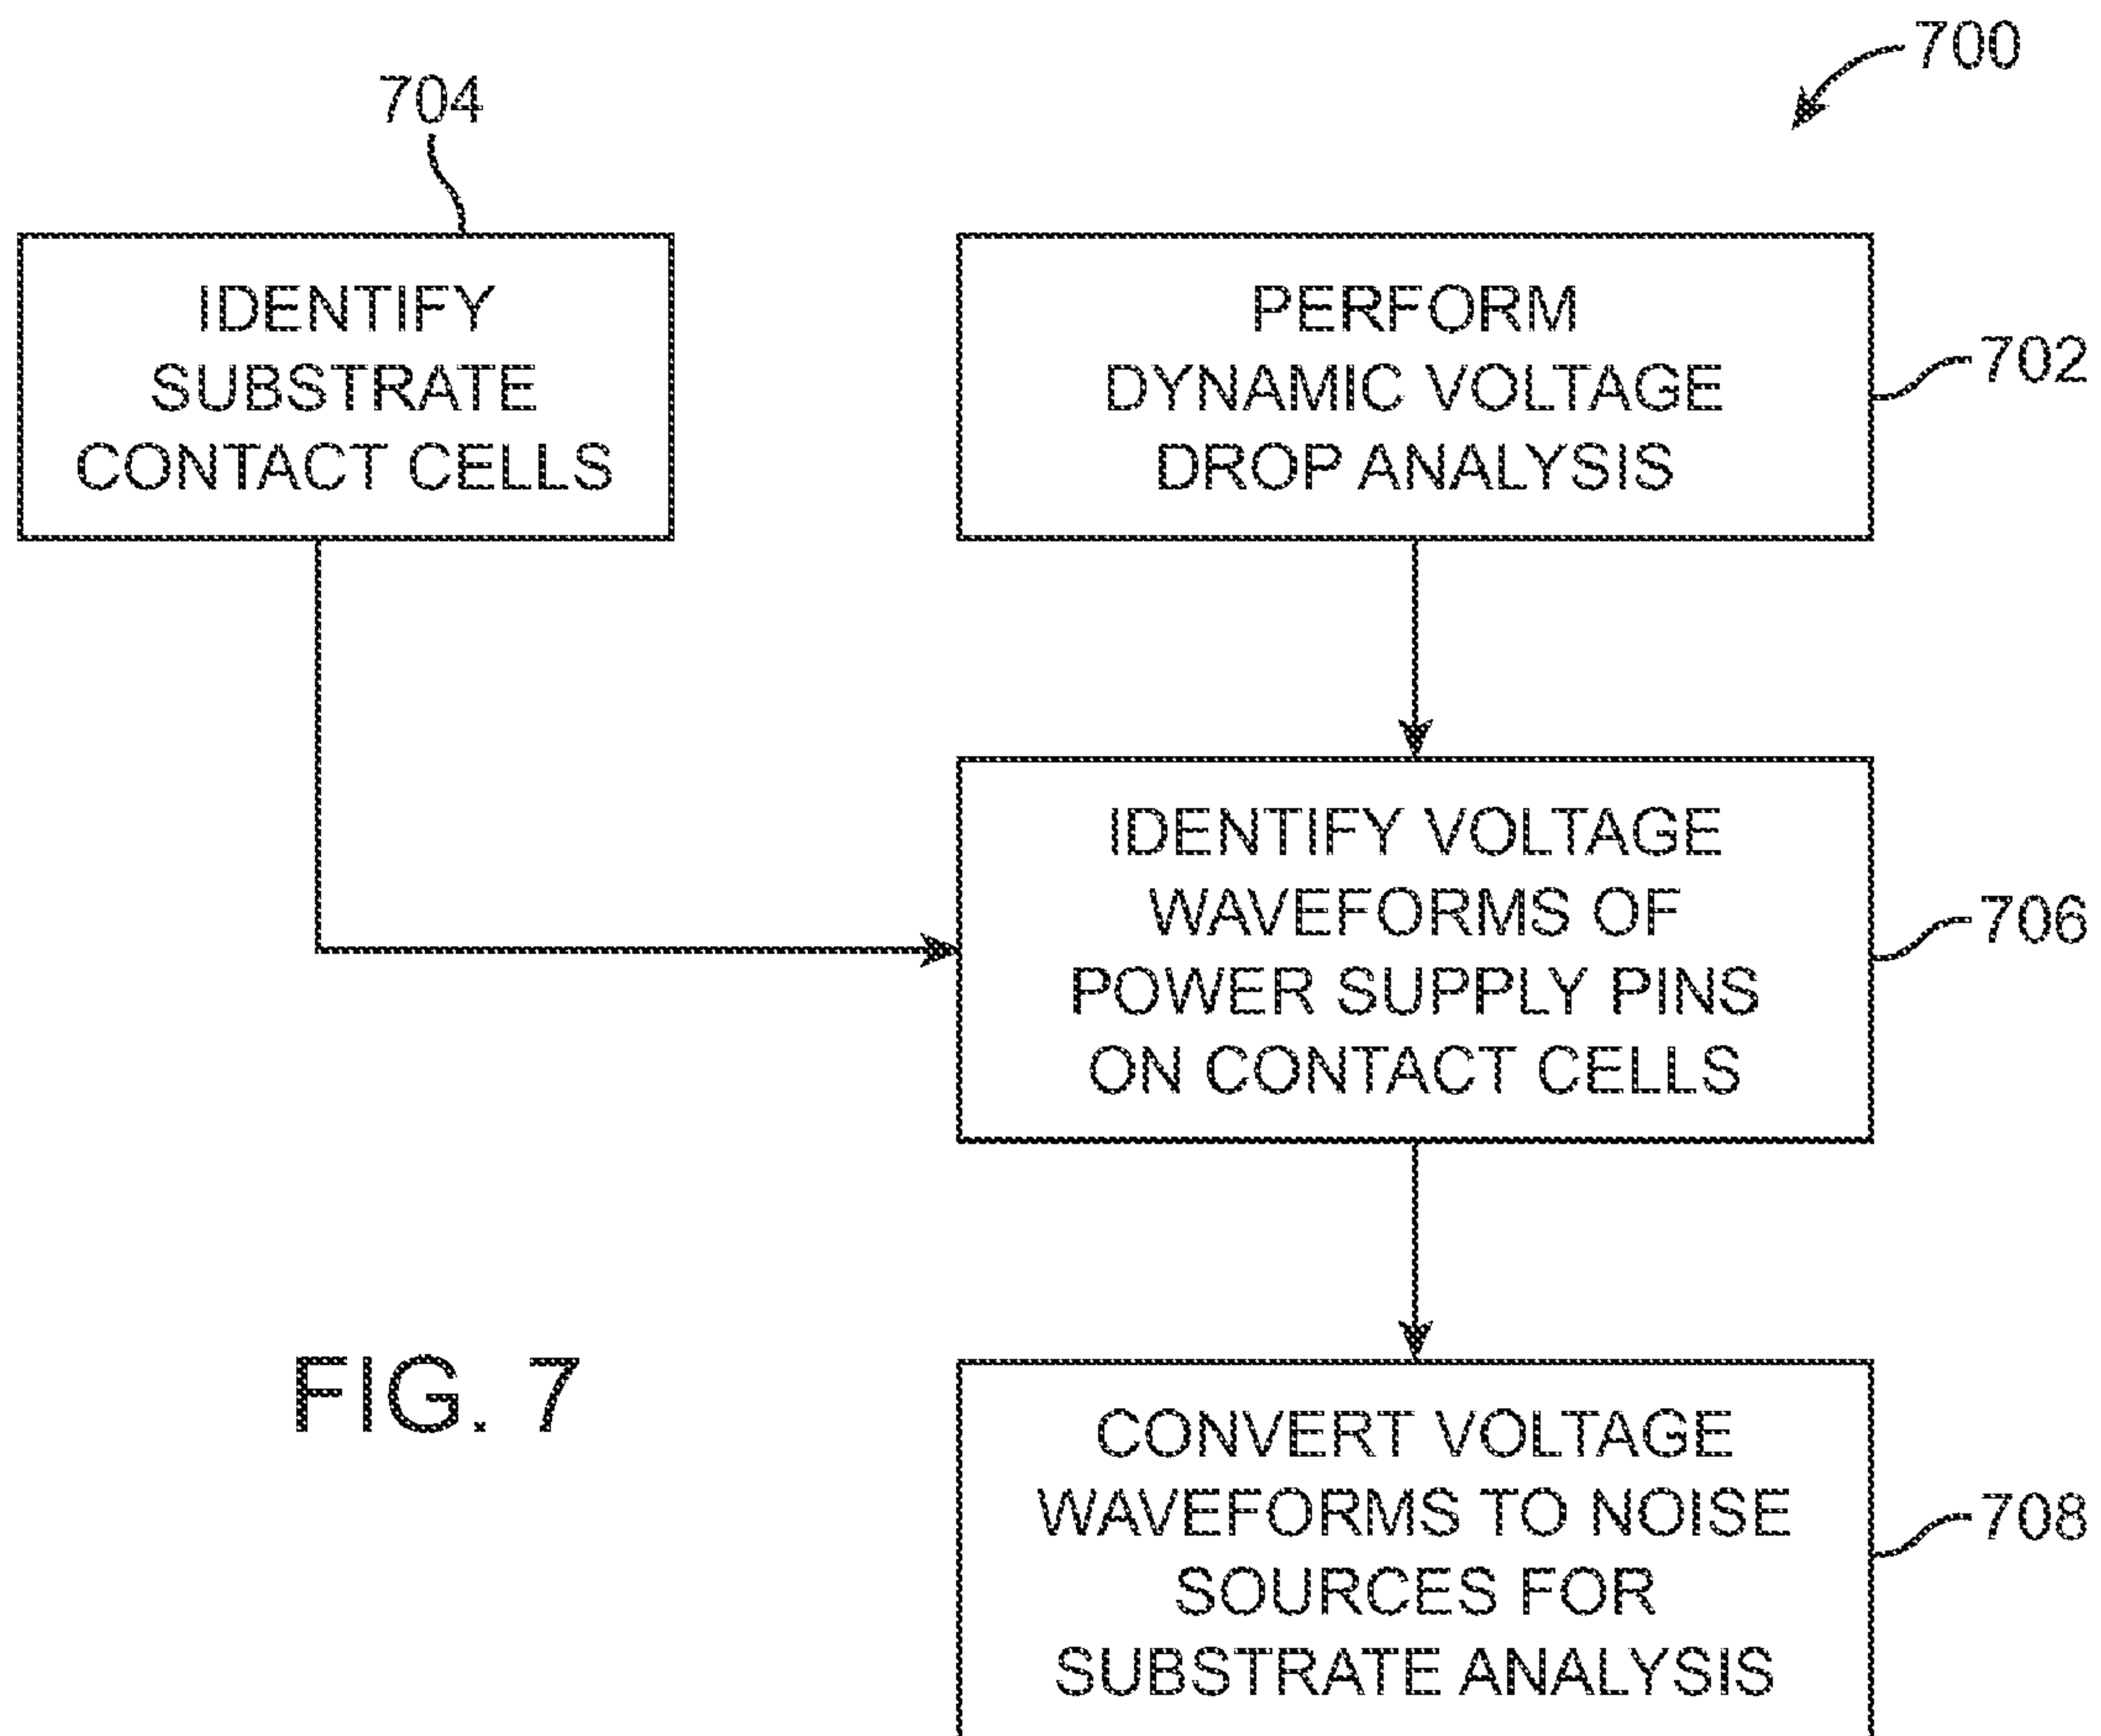 700
704
IDENTIFY
SUBSTRATE
CONTACT CELLS
PERFORM
DYNAMIC VOLTAGE
DROP ANALYSIS
702
IDENTIFY VOLTAGE
WAVEFORMS OF
POWER SUPPLY PINS
ON CONTACT CELLS
706
CONVERT VOLTAGE
WAVEFORMS TO NOISE
SOURCES FOR
SUBSTRATE ANALYSIS
708
FIG. 7